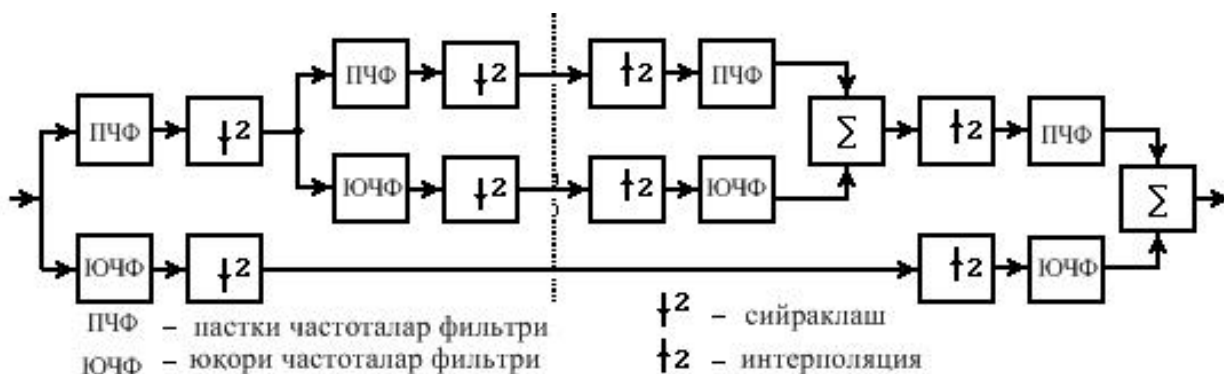 ПЧФ ↓2 ↑2 ПЧФ
ПЧФ ↓2 Σ ↑2 ПЧФ
ЮЧФ ↓2 ↑2 ЮЧФ Σ
ЮЧФ ↓2 ↑2 ЮЧФ
ПЧФ – пастки частоталар фильтри ↓2 – сийраклаш
ЮЧФ – юқори частоталар фильтри ↑2 – интерполяция